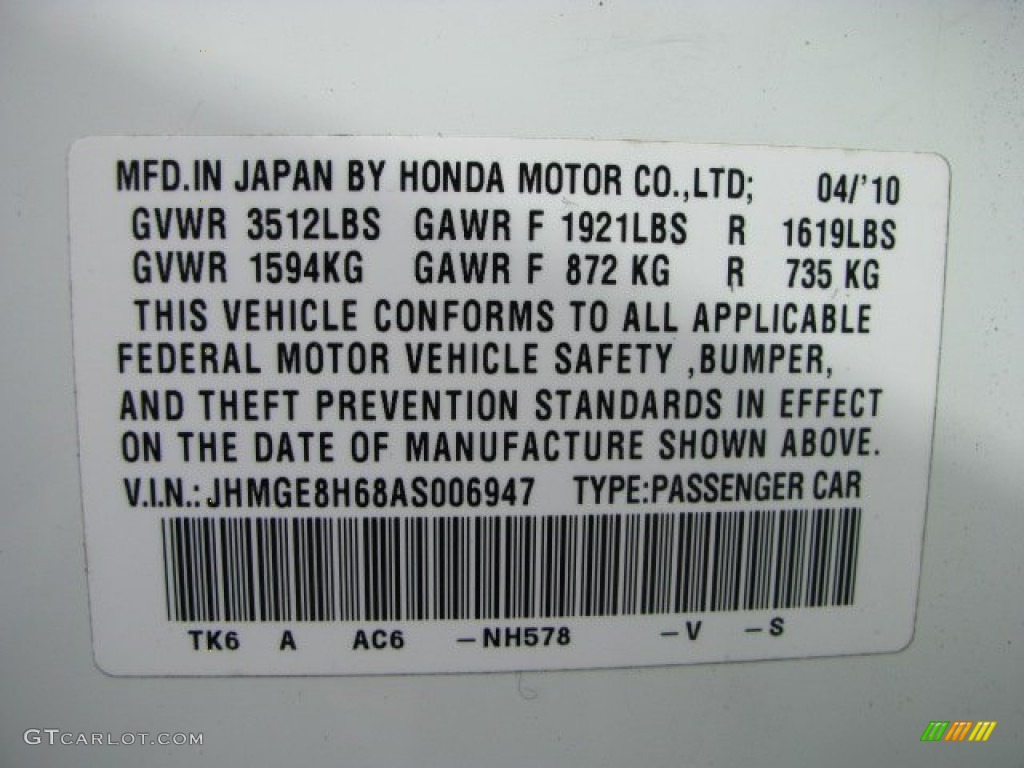 MFD.IN JAPAN BY HONDA MOTOR CO.,LTD; 04/'10
GVWR 3512LBS GAWR F 1921LBS R 1619LBS
GVWR 1594KG GAWR F 872 KG R 735 KG
THIS VEHICLE CONFORMS TO ALL APPLICABLE
FEDERAL MOTOR VEHICLE SAFETY ,BUMPER,
AND THEFT PREVENTION STANDARDS IN EFFECT
ON THE DATE OF MANUFACTURE SHOWN ABOVE.
V.I.N.:JHMGE8H68AS006947 TYPE:PASSENGER CAR
TK6 A AC6 –NH578 –V –S
GTCARLOT.COM